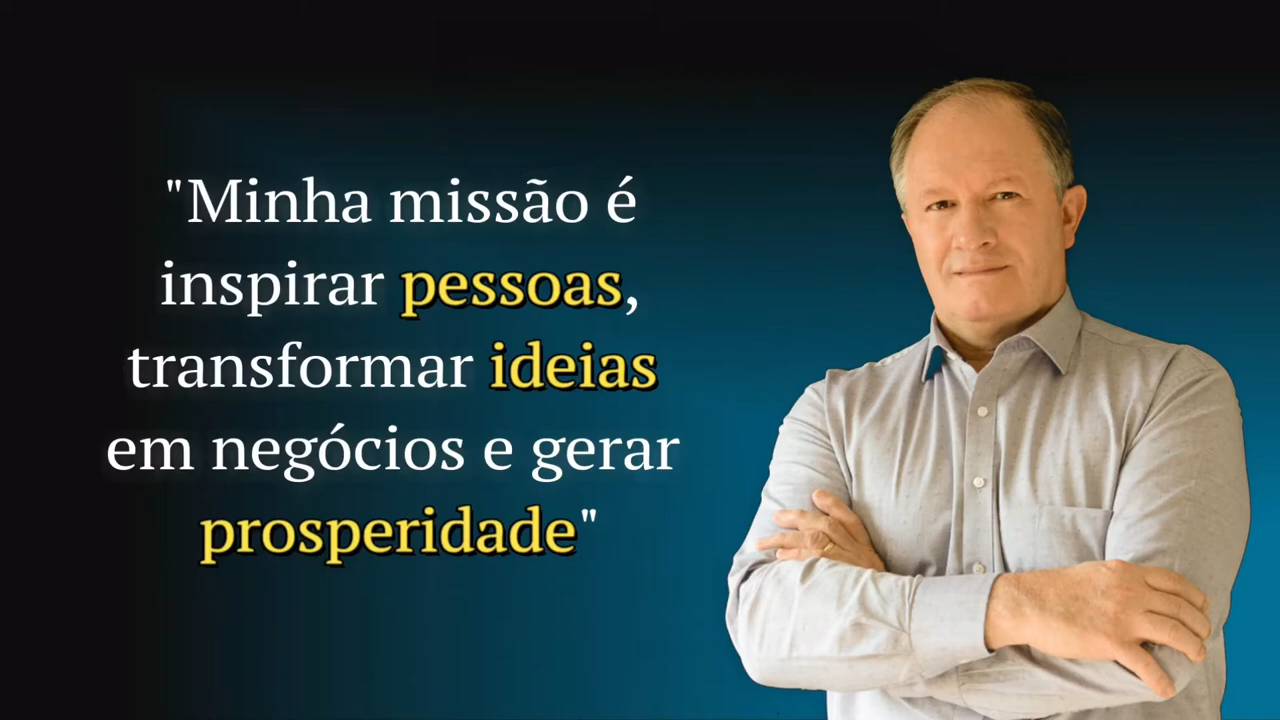 "Minha missão é
inspirar pessoas,
transformar ideias
em negócios e gerar
prosperidade"